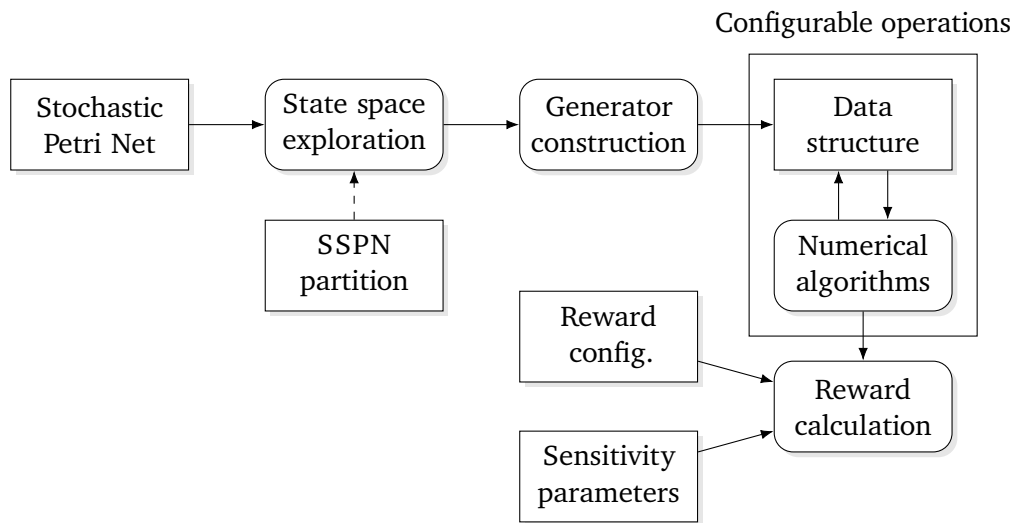 Configurable operations
Stochastic
Petri Net
State space
exploration
Generator
construction
Data
structure
SSPN
partition
Numerical
algorithms
Reward
config.
Reward
calculation
Sensitivity
parameters